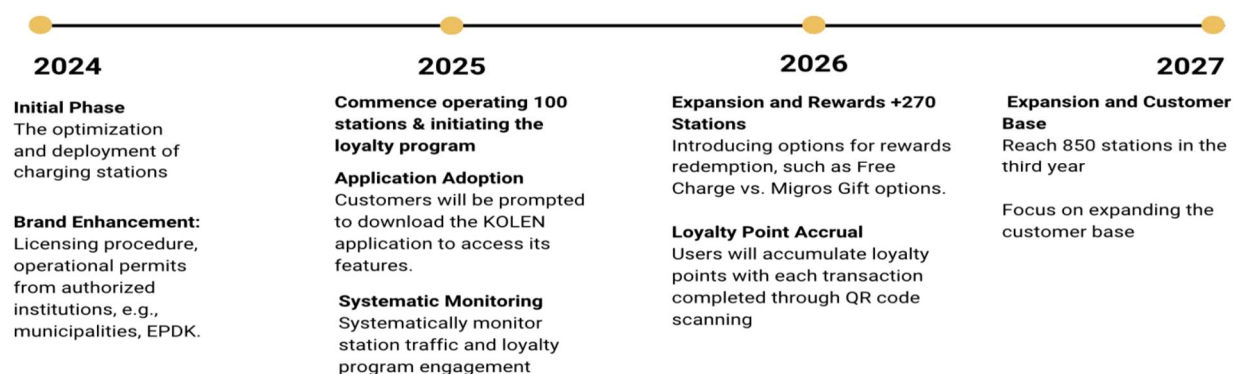 2024
Initial Phase
The optimization
and deployment of
charging stations
Brand Enhancement:
Licensing procedure,
operational permits
from authorized
institutions, e.g.,
municipalities, EPDK.
2025
Commence operating 100
stations & initiating the
loyalty program
Application Adoption
Customers will be prompted
to download the KOLEN
application to access its
features.
Systematic Monitoring
Systematically monitor
station traffic and loyalty
program engagement
2026
Expansion and Rewards +270
Stations
Introducing options for rewards
redemption, such as Free
Charge vs. Migros Gift options.
Loyalty Point Accrual
Users will accumulate loyalty
points with each transaction
completed through QR code
scanning
2027
Expansion and Customer
Base
Reach 850 stations in the
third year
Focus on expanding the
customer base